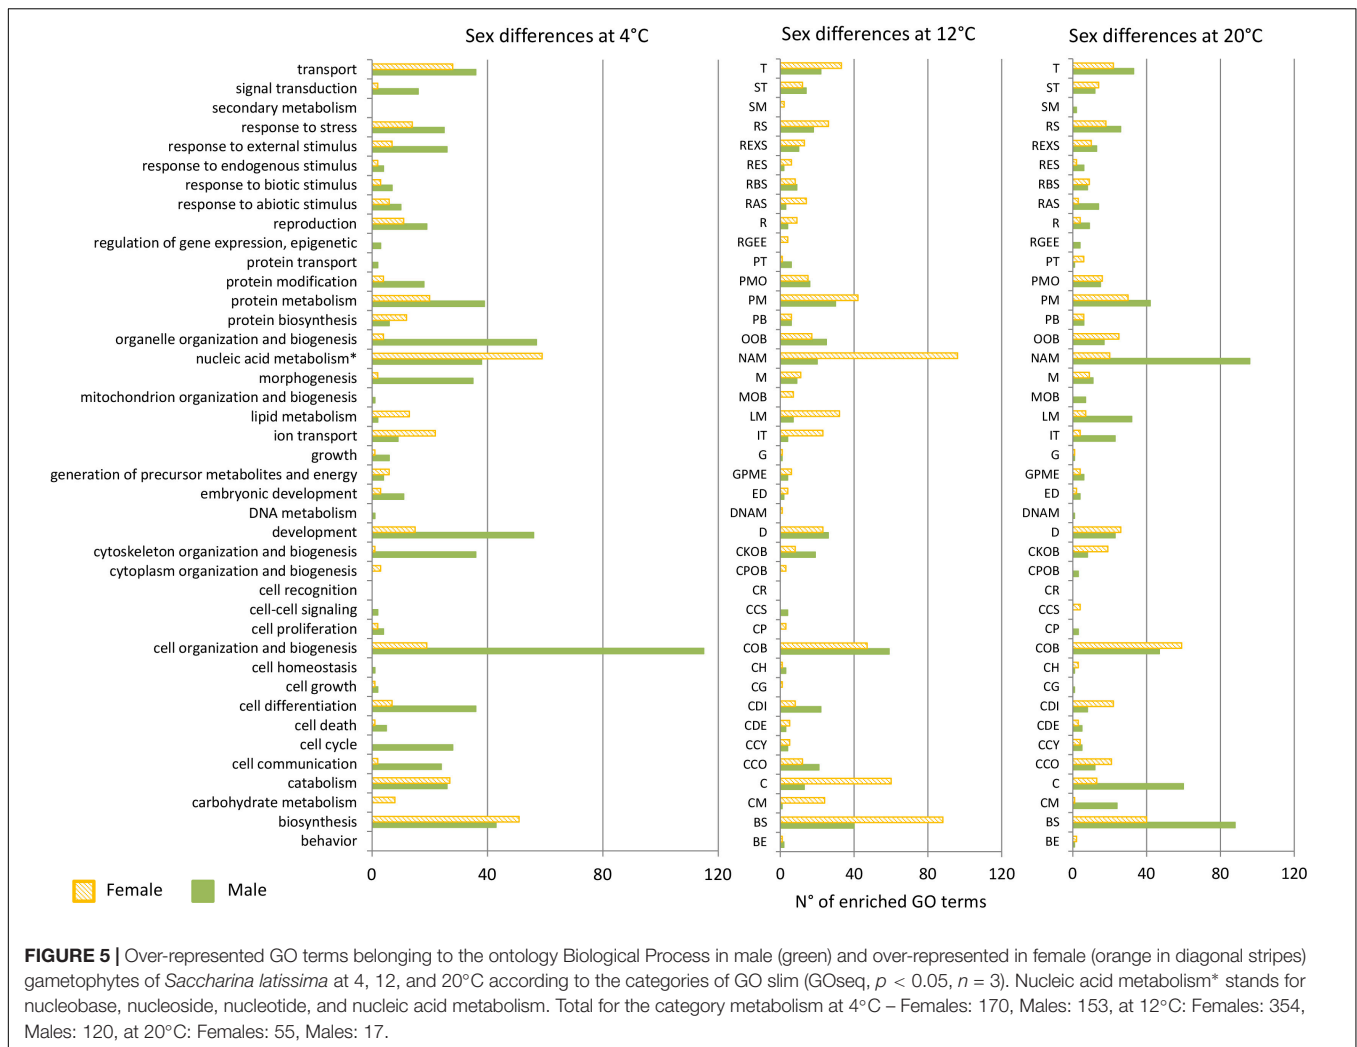 Sex differences at 4°C
Sex differences at 12°C
Sex differences at 20°C
transport
signal transduction
secondary metabolism
response to stress
response to external stimulus
response to endogenous stimulus
response to biotic stimulus
response to abiotic stimulus
reproduction
regulation of gene expression, epigenetic
protein transport
protein modification
protein metabolism
protein biosynthesis
organelle organization and biogenesis
nucleic acid metabolism*
morphogenesis
mitochondrion organization and biogenesis
lipid metabolism
ion transport
growth
generation of precursor metabolites and energy
embryonic development
DNA metabolism
development
cytoskeleton organization and biogenesis
cytoplasm organization and biogenesis
cell recognition
cell-cell signaling
cell proliferation
cell organization and biogenesis
cell homeostasis
cell growth
cell differentiation
cell death
cell cycle
cell communication
catabolism
carbohydrate metabolism
biosynthesis
behavior
0 40 80 120
T
ST
SM
RS
REXS
RES
RBS
RAS
R
RGEE
PT
PMO
PM
PB
OOB
NAM
M
MOB
LM
IT
G
GPME
ED
DNAM
D
CKOB
CPOB
CR
CCS
CP
COB
CH
CG
CDI
CDE
CCY
CCO
C
CM
BS
BE
0 40 80 120
T
ST
SM
RS
REXS
RES
RBS
RAS
R
RGEE
PT
PMO
PM
PB
OOB
NAM
M
MOB
LM
IT
G
GPME
ED
DNAM
D
CKOB
CPOB
CR
CCS
CP
COB
CH
CG
CDI
CDE
CCY
CCO
C
CM
BS
BE
0 40 80 120
Female Male
N° of enriched GO terms
FIGURE 5 | Over-represented GO terms belonging to the ontology Biological Process in male (green) and over-represented in female (orange in diagonal stripes)
gametophytes of Saccharina latissima at 4, 12, and 20°C according to the categories of GO slim (GOseq, p < 0.05, n = 3). Nucleic acid metabolism* stands for
nucleobase, nucleoside, nucleotide, and nucleic acid metabolism. Total for the category metabolism at 4°C – Females: 170, Males: 153, at 12°C: Females: 354,
Males: 120, at 20°C: Females: 55, Males: 17.